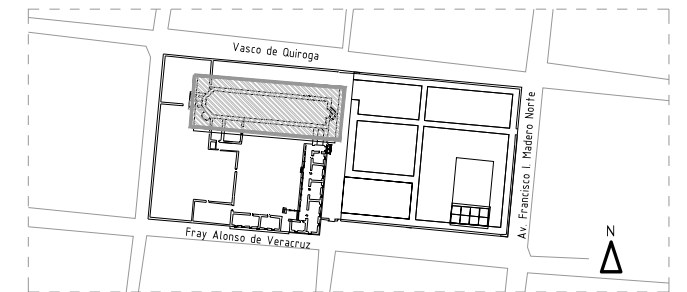 Vasco de Quiroga
Av. Francisco I. Madero Norte
Fray Alonso de Veracruz
N